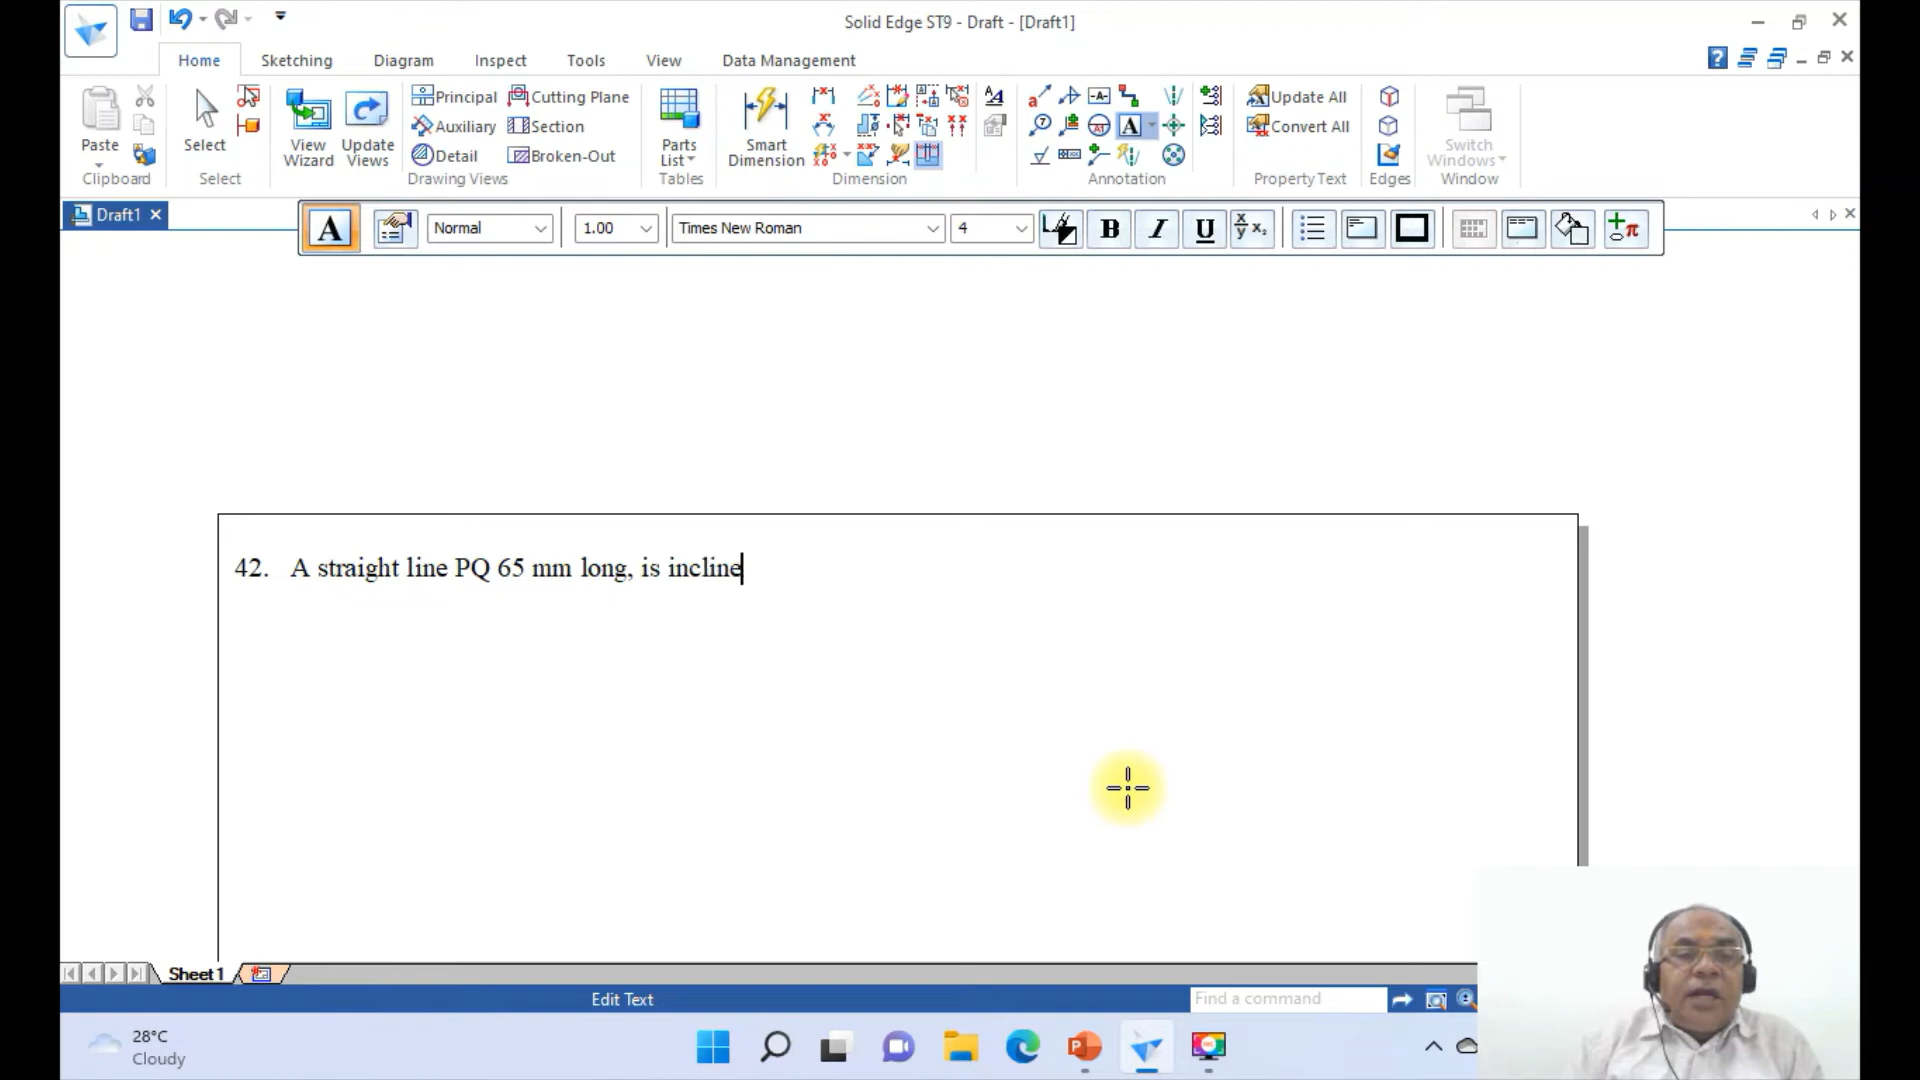 Solid Edge ST9 - Draft - [Draft1]
Home Sketching Diagram Inspect Tools View Data Management
Paste
Clipboard
Select
Select
View Wizard
Update Views
Principal Cutting Plane
Auxiliary Section
Detail Broken-Out
Drawing Views
Parts List
Tables
Smart Dimension
Dimension
Annotation
Update All
Convert All
Property Text
Edges
Switch Windows
Window
Draft1
Normal 1.00 Times New Roman 4
42. A straight line PQ 65 mm long, is incline
Sheet1
Edit Text
Find a command
28°C
Cloudy